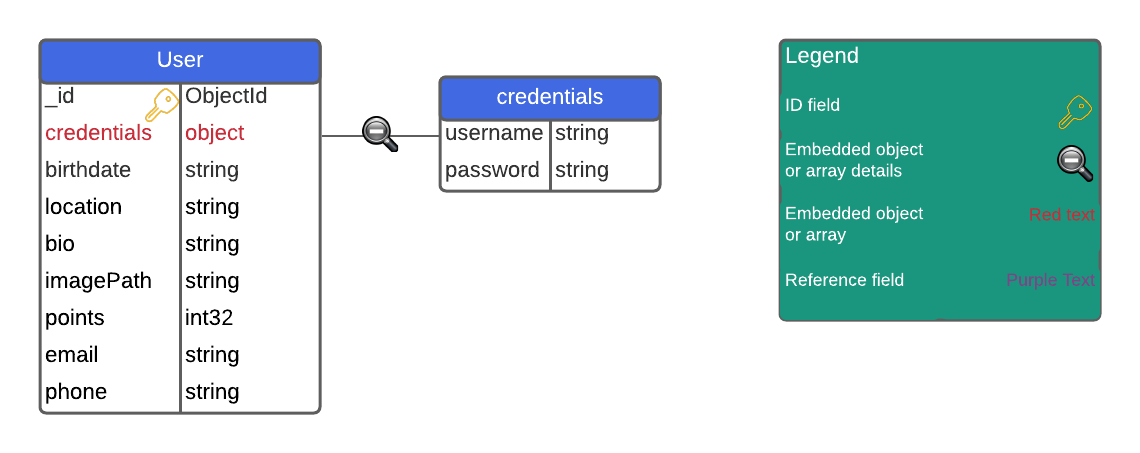 User
_id ObjectId
credentials object
birthdate string
location string
bio string
imagePath string
points int32
email string
phone string
credentials
username string
password string
Legend
ID field
Embedded object
or array details
Embedded object
or array
Red text
Reference field
Purple Text